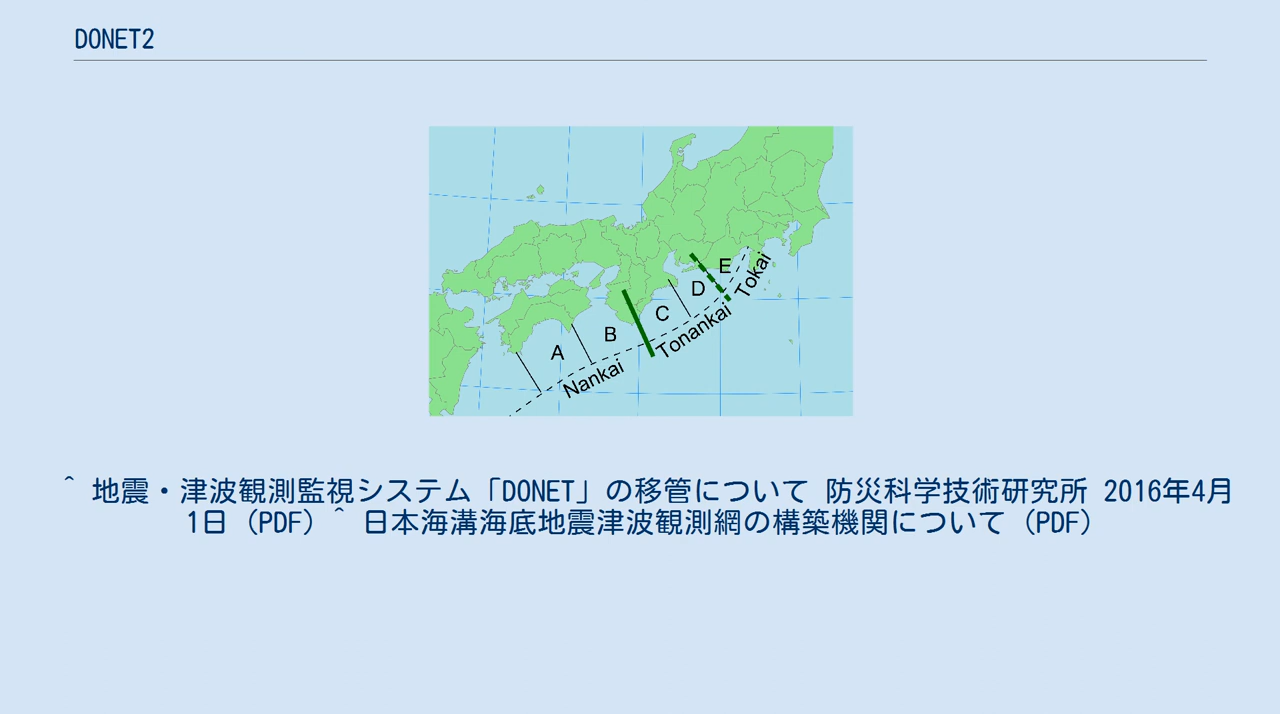 DONET2
E
D
C
B
A
Tokai
Tonankai
Nankai
^ 地震・津波観測監視システム「DONET」の移管について 防災科学技術研究所 2016年4月
1日（PDF）^ 日本海溝海底地震津波観測網の構築機関について（PDF）